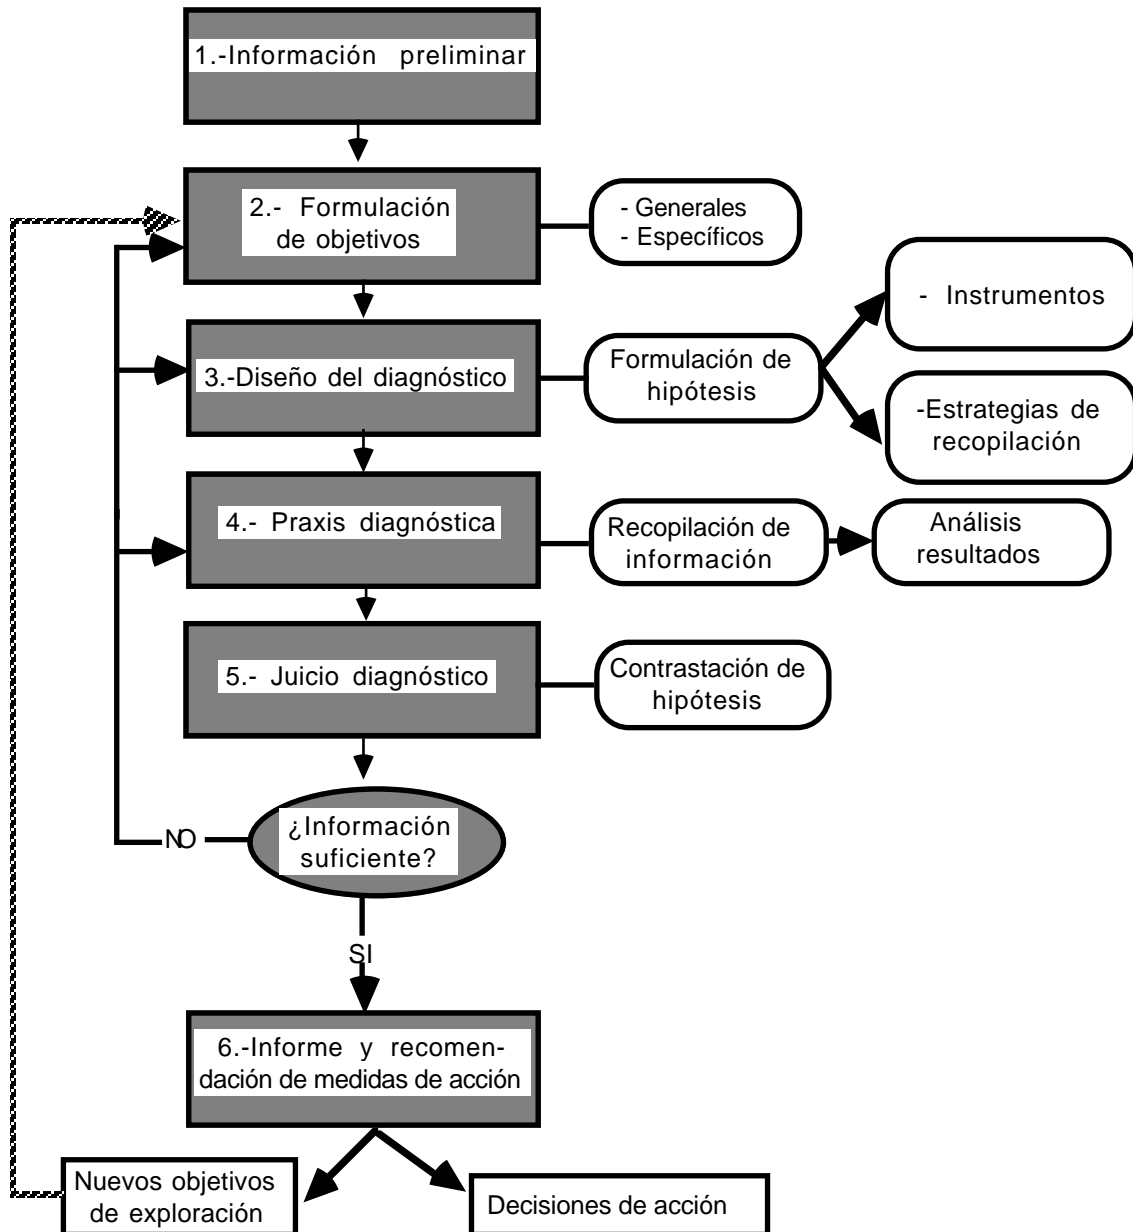 1.-Información preliminar
2.- Formulación
de objetivos
- Generales
- Específicos
- Instrumentos
3.-Diseño del diagnóstico
Formulación de
hipótesis
-Estrategias de
recopilación
4.- Praxis diagnóstica
Recopilación de
información
Análisis
resultados
5.- Juicio diagnóstico
Contrastación de
hipótesis
¿Información
suficiente?
NO
SI
6.-Informe y recomen-
dación de medidas de acción
Nuevos objetivos
de exploración
Decisiones de acción